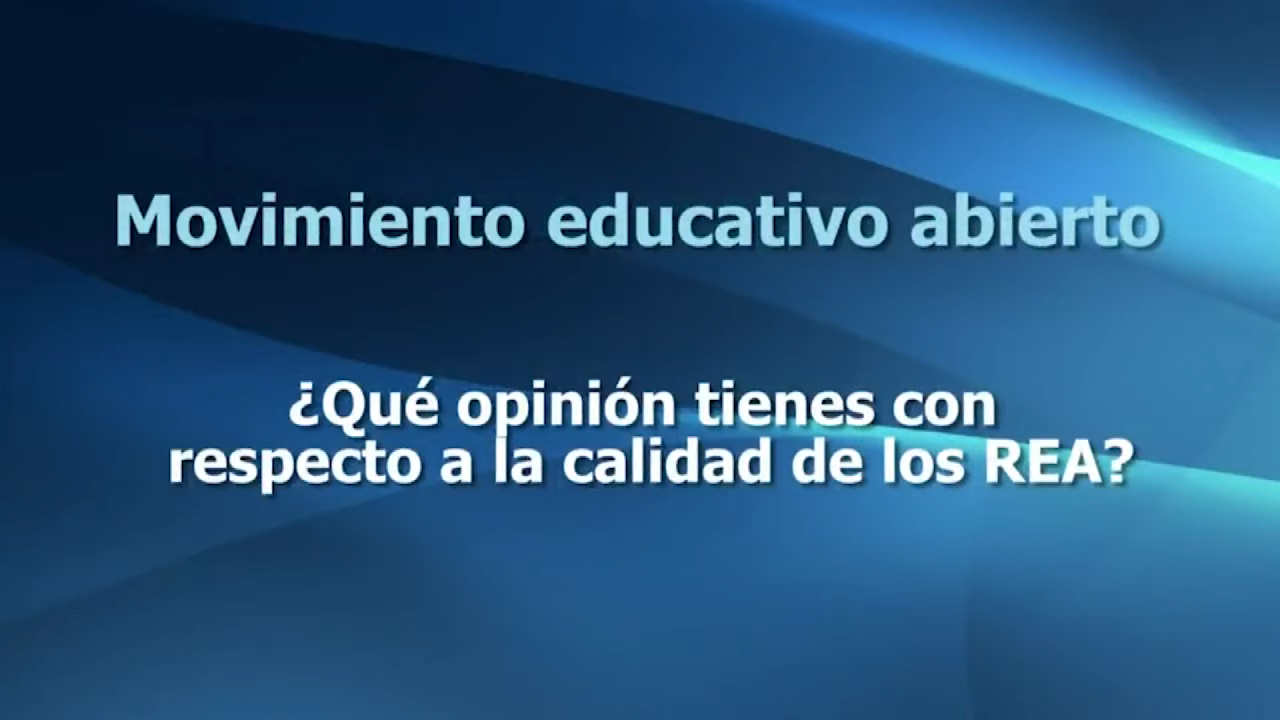 Movimiento educativo abierto
¿Qué opinión tienes con
respecto a la calidad de los REA?